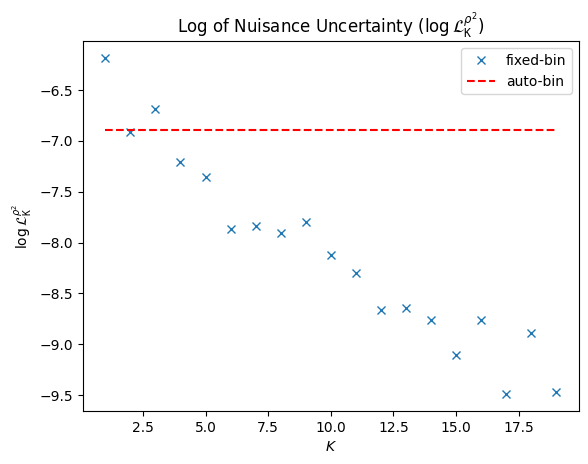 Log of Nuisance Uncertainty (log ℒ_K^{ρ²})
fixed-bin
auto-bin
log ℒ_K^{ρ²}
−6.5
−7.0
−7.5
−8.0
−8.5
−9.0
−9.5
2.5 5.0 7.5 10.0 12.5 15.0 17.5
K